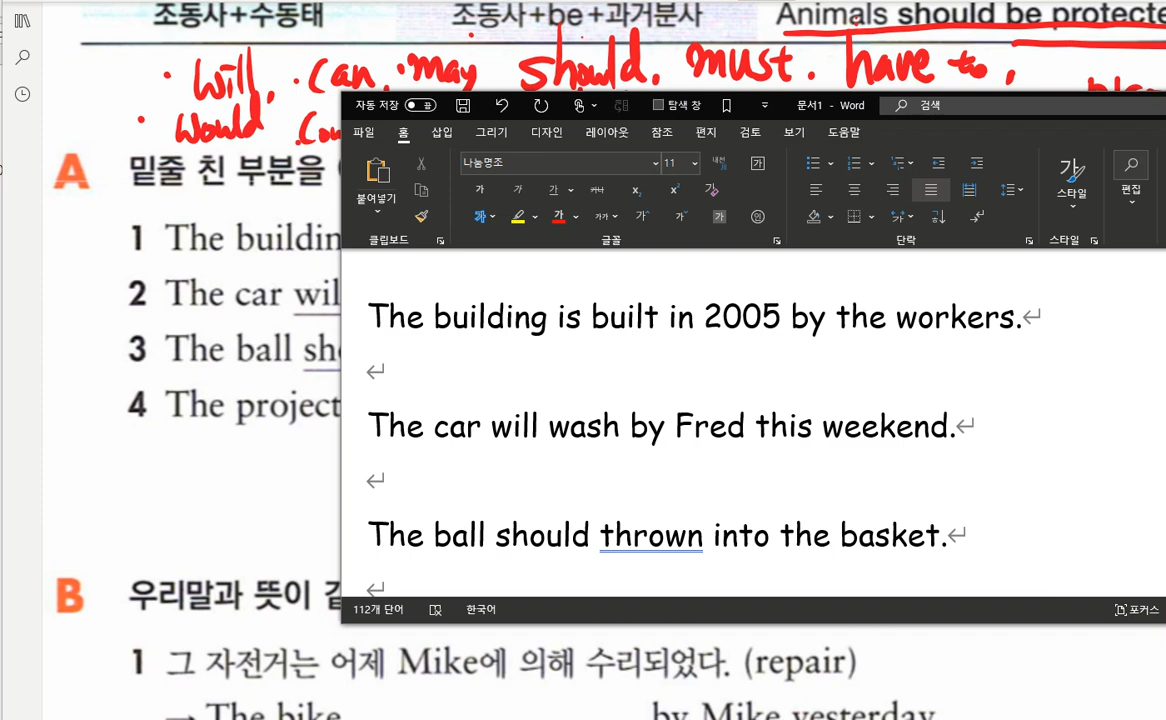 조동사+수동태 조동사+be+과거분사 Animals should be protecte
· will, · can, · may should, must. have to,
· would
A 밑줄 친 부분을
1 The buildin
2 The car wil
3 The ball sh
4 The project
자동 저장 끔 탐색 창 문서1 - Word 검색
파일 홈 삽입 그리기 디자인 레이아웃 참조 편지 검토 보기 도움말
붙여넣기 나눔명조 11 스타일 편집
클립보드 글꼴 단락 스타일
The building is built in 2005 by the workers.
The car will wash by Fred this weekend.
The ball should thrown into the basket.
112개 단어 한국어 포커스
B 우리말과 뜻이
1 그 자전거는 어제 Mike에 의해 수리되었다. (repair)
→ The bike by Mike yesterday